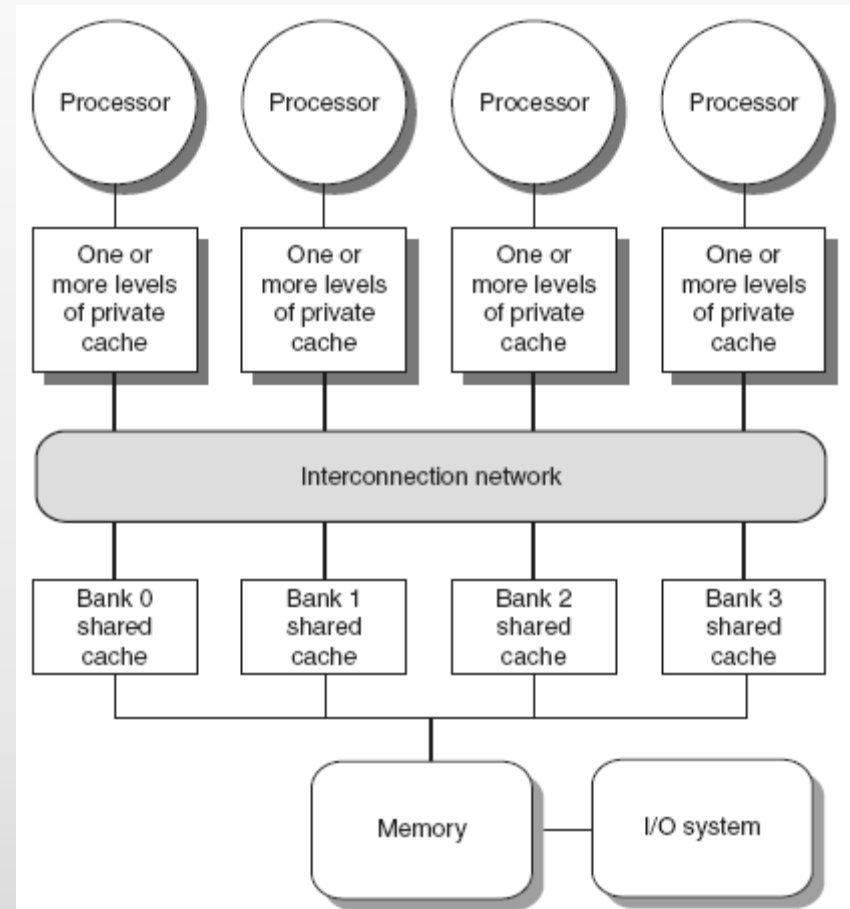 Processor
Processor
Processor
Processor
One or
more levels
of private
cache
One or
more levels
of private
cache
One or
more levels
of private
cache
One or
more levels
of private
cache
Interconnection network
Bank 0
shared
cache
Bank 1
shared
cache
Bank 2
shared
cache
Bank 3
shared
cache
Memory
I/O system